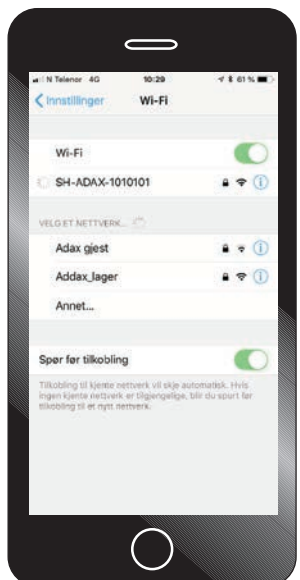 N Telenor 4G 10:29 61 %
Innstillinger Wi-Fi
Wi-Fi
SH-ADAX-1010101
VELG ET NETTVERK...
Adax gjest
Addax_lager
Annet...
Spør før tilkobling
Tilkobling til kjente nettverk vil skje automatisk. Hvis
ingen kjente nettverk er tilgjengelige, blir du spurt før
tilkobling til et nytt nettverk.